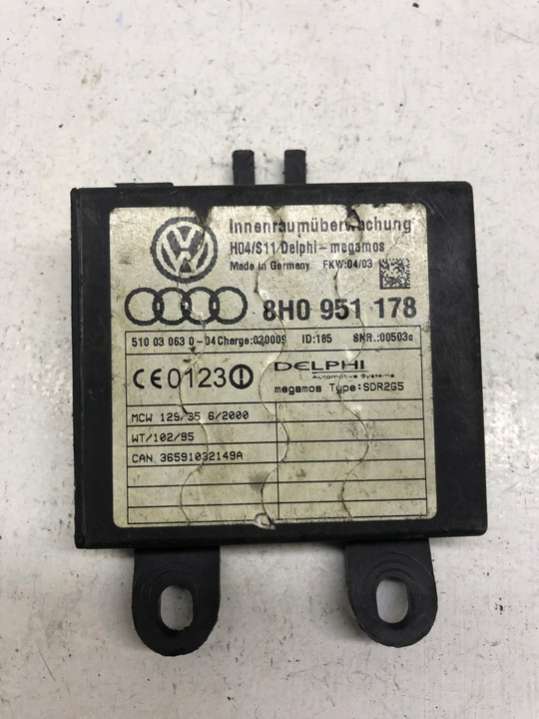 Innenraumüberwachung
H04/S11/Delphi - megamos
Made in Germany FKW:04/03
8H0 951 178
510 03 063 0 - 04 Charge:020009 ID:185 SNR.:00503c
CE0123
DELPHI
Automotive Systems
megamos Type:SDR2G5
MCW 129/35 6/2000
WT/102/95
CAN 36591032149A